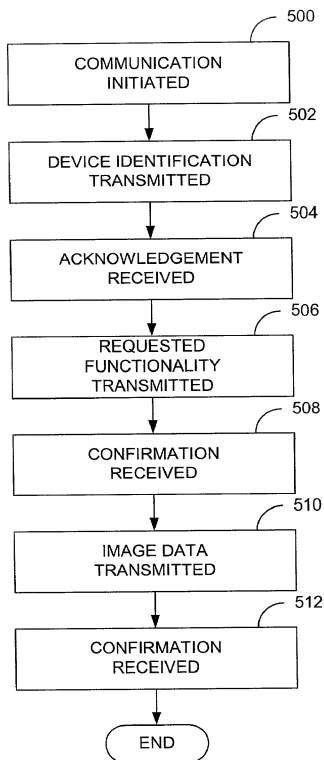 500
COMMUNICATION
INITIATED
502
DEVICE IDENTIFICATION
TRANSMITTED
504
ACKNOWLEDGEMENT
RECEIVED
506
REQUESTED
FUNCTIONALITY
TRANSMITTED
508
CONFIRMATION
RECEIVED
510
IMAGE DATA
TRANSMITTED
512
CONFIRMATION
RECEIVED
END